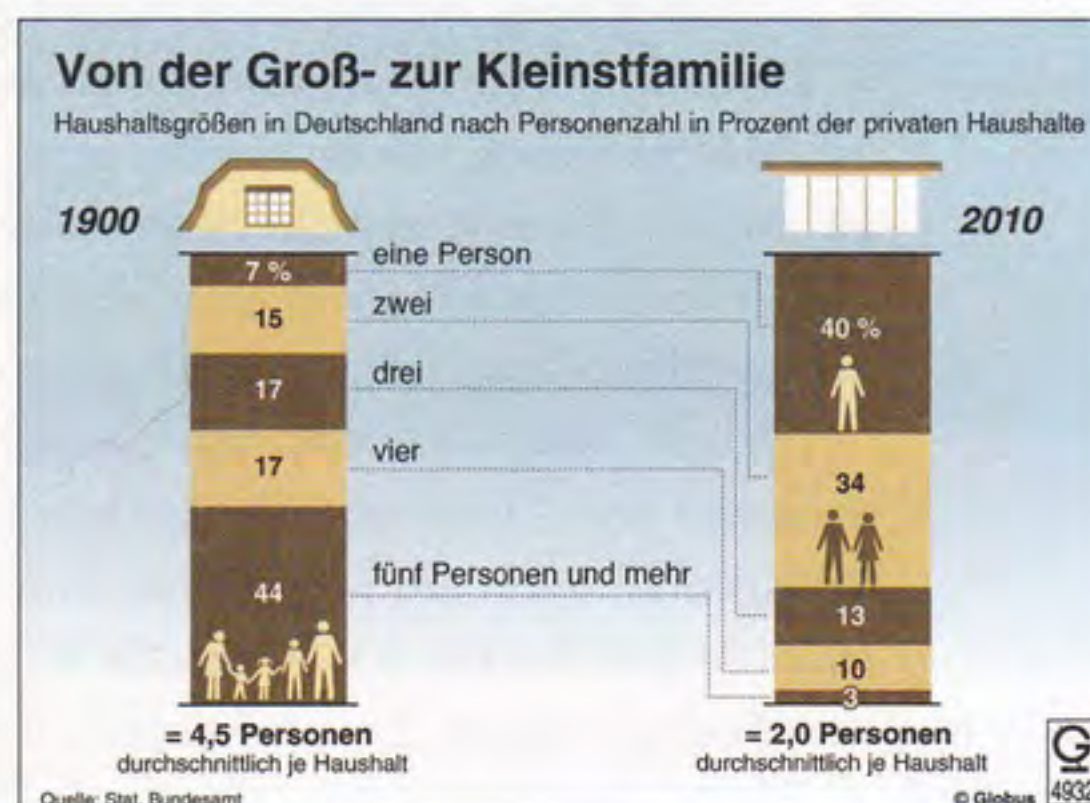 Von der Groß- zur Kleinstfamilie
Haushaltsgrößen in Deutschland nach Personenzahl in Prozent der privaten Haushalte
1900
2010
7 %
eine Person
40 %
15
zwei
34
17
drei
13
17
vier
10
44
fünf Personen und mehr
3
= 4,5 Personen
durchschnittlich je Haushalt
= 2,0 Personen
durchschnittlich je Haushalt
Quelle: Stat. Bundesamt
© Globus
G
4932